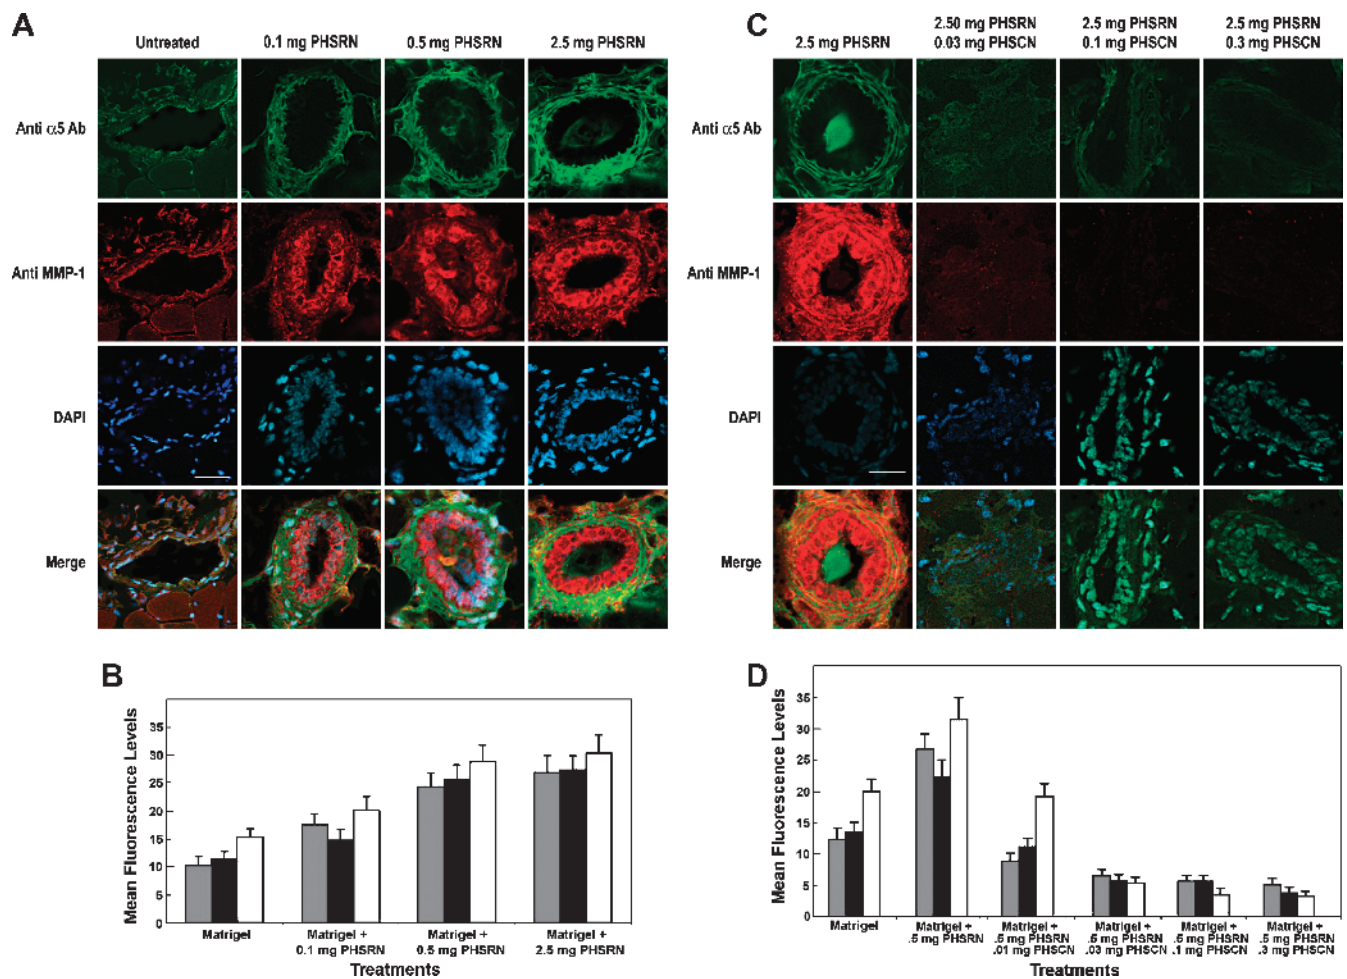 A
Untreated
0.1 mg PHSRN
0.5 mg PHSRN
2.5 mg PHSRN
Anti α5 Ab
Anti MMP-1
DAPI
Merge
C
2.5 mg PHSRN
2.50 mg PHSRN
0.03 mg PHSCN
2.5 mg PHSRN
0.1 mg PHSCN
2.5 mg PHSRN
0.3 mg PHSCN
Anti α5 Ab
Anti MMP-1
DAPI
Merge
B
Mean Fluorescence Levels
35
30
25
20
15
10
5
0
Matrigel
Matrigel +
0.1 mg PHSRN
Matrigel +
0.5 mg PHSRN
Matrigel +
2.5 mg PHSRN
Treatments
D
Mean Fluorescence Levels
35
30
25
20
15
10
5
0
Matrigel
Matrigel +
.5 mg PHSRN
Matrigel +
.5 mg PHSRN
.01 mg PHSCN
Matrigel +
.5 mg PHSRN
.03 mg PHSCN
Matrigel +
.5 mg PHSRN
.1 mg PHSCN
Matrigel +
.5 mg PHSRN
.3 mg PHSCN
Treatments